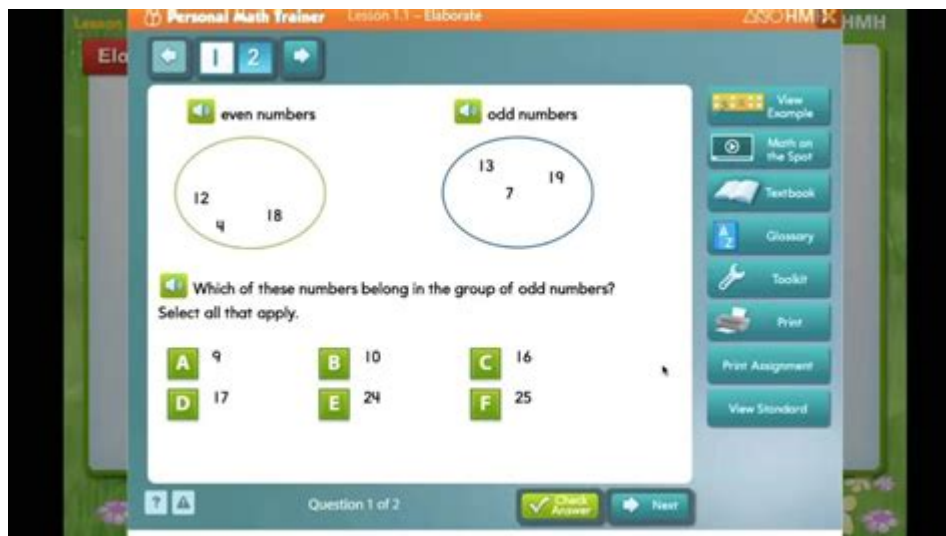 Lesson
Personal Math Trainer Lesson 1.1 – Elaborate HM
HMH
Ela
1 2
even numbers odd numbers
12
4
18
13
19
7
Which of these numbers belong in the group of odd numbers?
Select all that apply.
A 9 B 10 C 16
D 17 E 24 F 25
View
Example
Math on
the Spot
Textbook
A
Z
Glossary
Toolkit
Print
Print Assignment
View Standard
?
Question 1 of 2
Check
Answer
Next